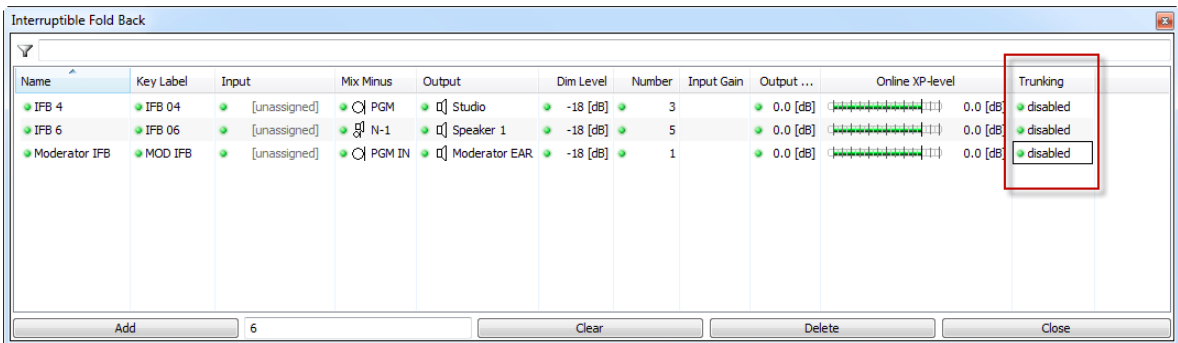 Interruptible Fold Back
Name Key Label Input Mix Minus Output Dim Level Number Input Gain Output ... Online XP-level Trunking
IFB 4 IFB 04 [unassigned] PGM Studio -18 [dB] 3 0.0 [dB] 0.0 [dB] disabled
IFB 6 IFB 06 [unassigned] N-1 Speaker 1 -18 [dB] 5 0.0 [dB] 0.0 [dB] disabled
Moderator IFB MOD IFB [unassigned] PGM IN Moderator EAR -18 [dB] 1 0.0 [dB] 0.0 [dB] disabled
Add 6 Clear Delete Close